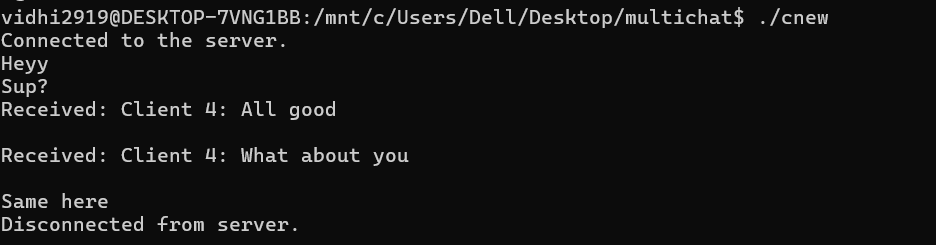 vidhi2919@DESKTOP-7VNG1BB:/mnt/c/Users/Dell/Desktop/multichat$ ./cnew
Connected to the server.
Heyy
Sup?
Received: Client 4: All good
Received: Client 4: What about you
Same here
Disconnected from server.